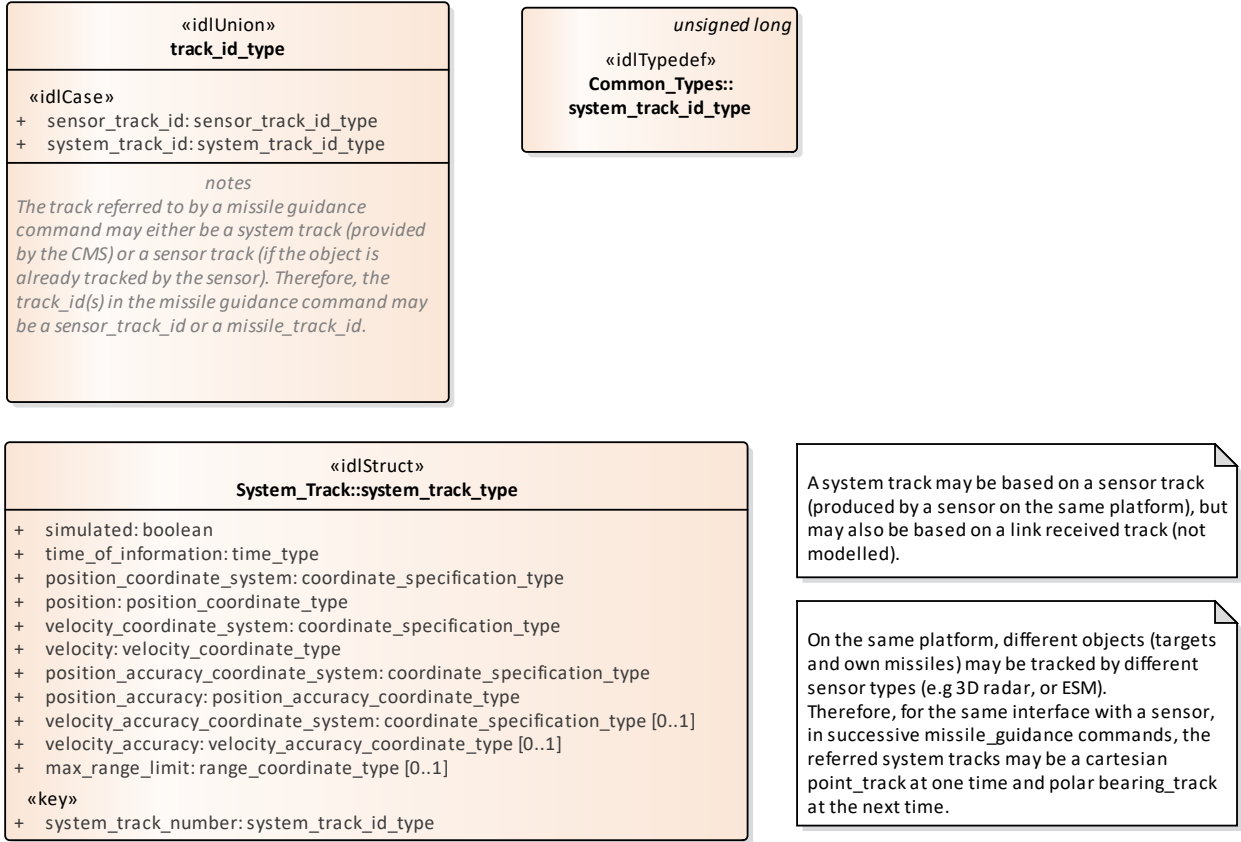 «idlUnion»
track_id_type
«idlCase»
+ sensor_track_id: sensor_track_id_type
+ system_track_id: system_track_id_type
notes
The track referred to by a missile guidance
command may either be a system track (provided
by the CMS) or a sensor track (if the object is
already tracked by the sensor). Therefore, the
track_id(s) in the missile guidance command may
be a sensor_track_id or a missile_track_id.
unsigned long
«idlTypedef»
Common_Types::
system_track_id_type
«idlStruct»
System_Track::system_track_type
+ simulated: boolean
+ time_of_information: time_type
+ position_coordinate_system: coordinate_specification_type
+ position: position_coordinate_type
+ velocity_coordinate_system: coordinate_specification_type
+ velocity: velocity_coordinate_type
+ position_accuracy_coordinate_system: coordinate_specification_type
+ position_accuracy: position_accuracy_coordinate_type
+ velocity_accuracy_coordinate_system: coordinate_specification_type [0..1]
+ velocity_accuracy: velocity_accuracy_coordinate_type [0..1]
+ max_range_limit: range_coordinate_type [0..1]
«key»
+ system_track_number: system_track_id_type
A system track may be based on a sensor track
(produced by a sensor on the same platform), but
may also be based on a link received track (not
modelled).
On the same platform, different objects (targets
and own missiles) may be tracked by different
sensor types (e.g 3D radar, or ESM).
Therefore, for the same interface with a sensor,
in successive missile_guidance commands, the
referred system tracks may be a cartesian
point_track at one time and polar bearing_track
at the next time.